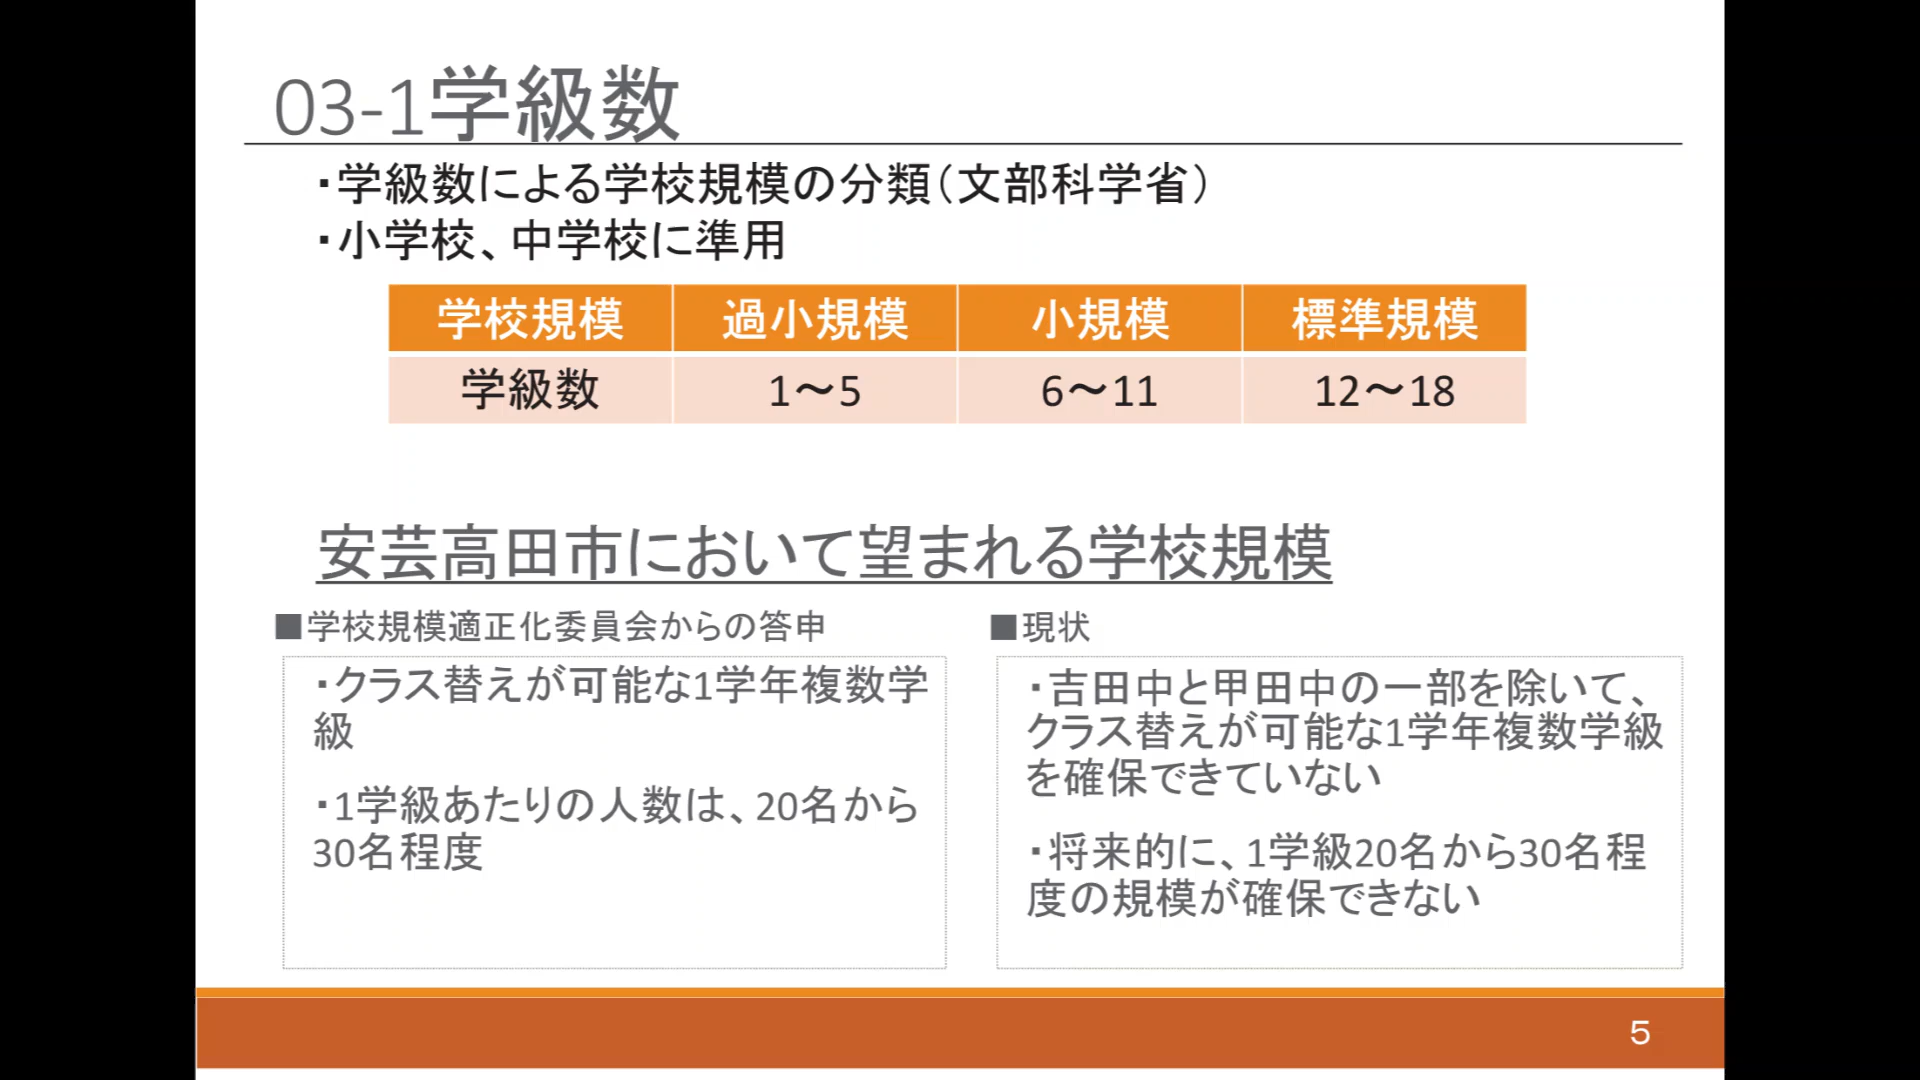 03-1学級数
・学級数による学校規模の分類（文部科学省）
・小学校、中学校に準用
学校規模 過小規模 小規模 標準規模
学級数 1～5 6～11 12～18
安芸高田市において望まれる学校規模
■学校規模適正化委員会からの答申
・クラス替えが可能な1学年複数学
級
・1学級あたりの人数は、20名から
30名程度
■現状
・吉田中と甲田中の一部を除いて、
クラス替えが可能な1学年複数学級
を確保できていない
・将来的に、1学級20名から30名程
度の規模が確保できない
5